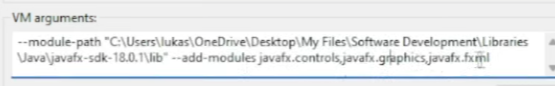 VM arguments:
--module-path "C:\Users\lukas\OneDrive\Desktop\My Files\Software Development\Libraries
\Java\javafx-sdk-18.0.1\lib" --add-modules javafx.controls,javafx.graphics,javafx.fxml